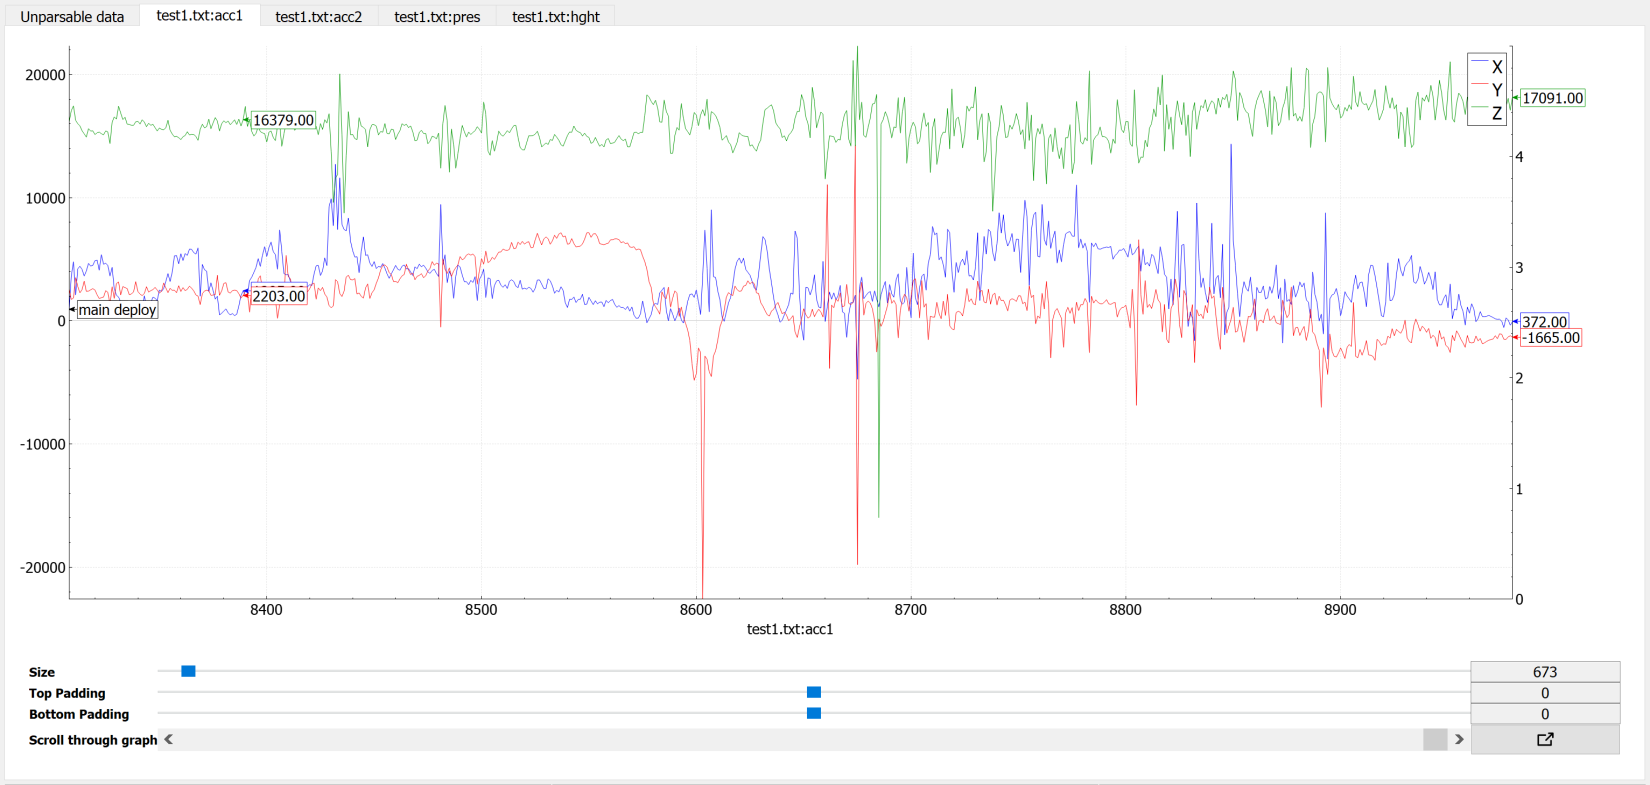 Unparsable data test1.txt:acc1 test1.txt:acc2 test1.txt:pres test1.txt:hght
20000
10000
0
-10000
-20000
16379.00
2203.00
main deploy
X
Y
Z
17091.00
4
3
372.00
-1665.00
2
1
0
8400 8500 8600 8700 8800 8900
test1.txt:acc1
Size 673
Top Padding 0
Bottom Padding 0
Scroll through graph